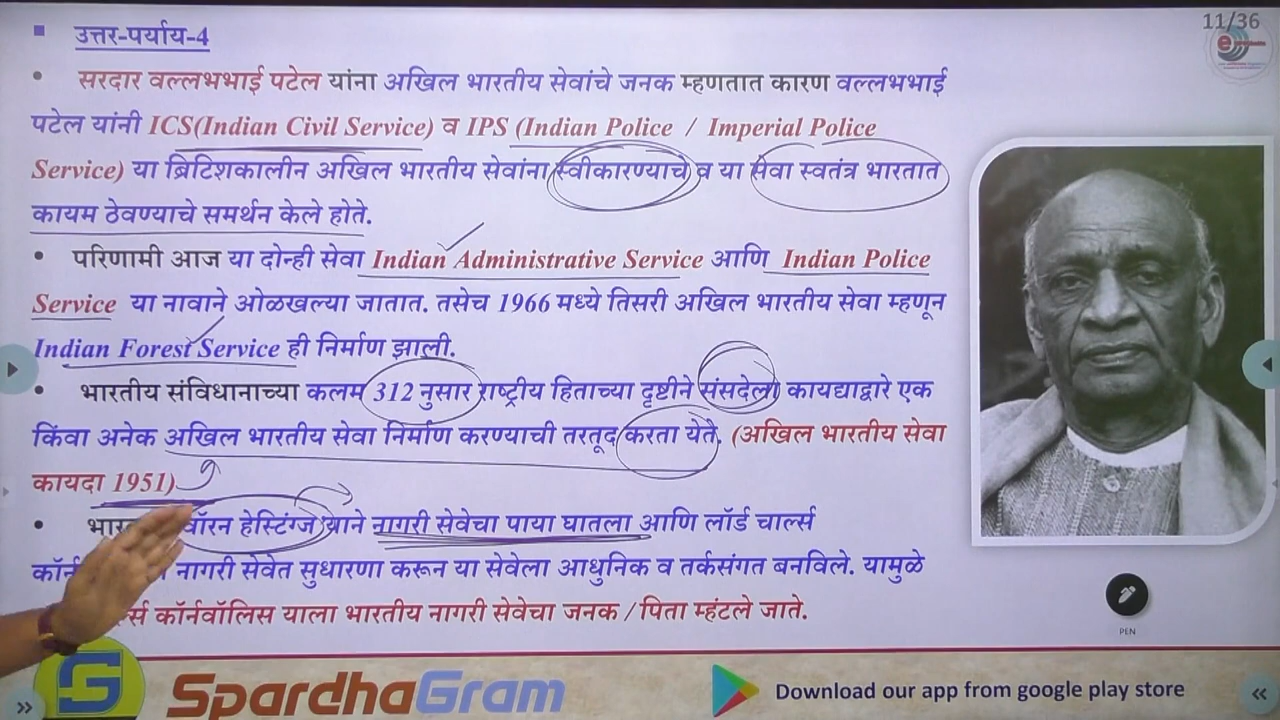 11/36
उत्तर-पर्याय-4
सरदार वल्लभभाई पटेल यांना अखिल भारतीय सेवांचे जनक म्हणतात कारण वल्लभभाई
पटेल यांनी ICS(Indian Civil Service) व IPS (Indian Police / Imperial Police
Service) या ब्रिटिशकालीन अखिल भारतीय सेवांना स्वीकारण्याचे व या सेवा स्वतंत्र भारतात
कायम ठेवण्याचे समर्थन केले होते.
परिणामी आज या दोन्ही सेवा Indian Administrative Service आणि Indian Police
Service या नावाने ओळखल्या जातात. तसेच 1966 मध्ये तिसरी अखिल भारतीय सेवा म्हणून
Indian Forest Service ही निर्माण झाली.
भारतीय संविधानाच्या कलम 312 नुसार राष्ट्रीय हिताच्या दृष्टीने संसदेला कायद्याद्वारे एक
किंवा अनेक अखिल भारतीय सेवा निर्माण करण्याची तरतूद करता येते. (अखिल भारतीय सेवा
कायदा 1951)
वॉरन हेस्टिंग्ज याने नागरी सेवेचा पाया घातला आणि लॉर्ड चार्ल्स
नागरी सेवेत सुधारणा करून या सेवेला आधुनिक व तर्कसंगत बनविले. यामुळे
कॉर्नवॉलिस याला भारतीय नागरी सेवेचा जनक / पिता म्हंटले जाते.
PEN
SpardhaGram
Download our app from google play store